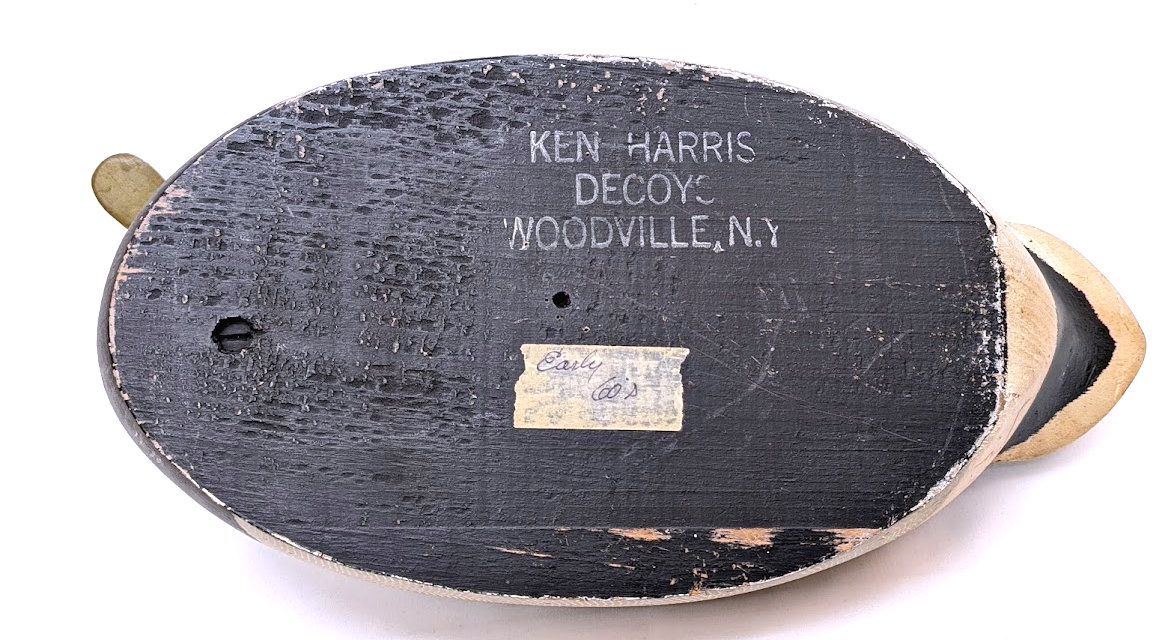 KEN HARRIS
DECOYS
WOODVILLE, N.Y
Early
60's